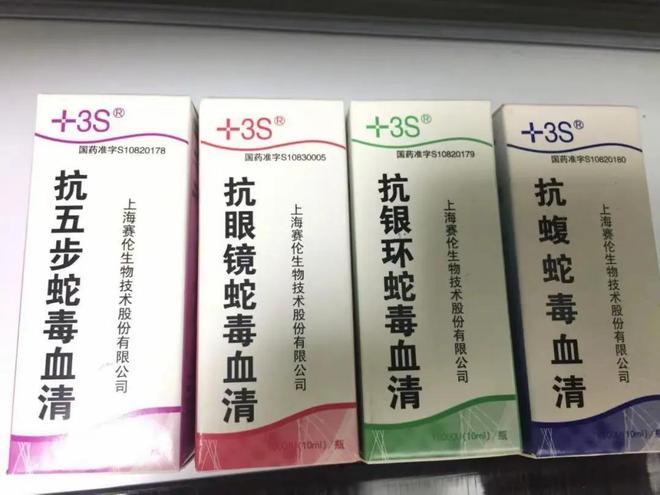 +3S®
国药准字S10820178
抗五步蛇毒血清
上海赛伦生物技术股份有限公司
+3S®
国药准字S10830005
抗眼镜蛇毒血清
上海赛伦生物技术股份有限公司
(10ml)/瓶
+3S®
国药准字S10820179
抗银环蛇毒血清
上海赛伦生物技术股份有限公司
(10ml)/瓶
+3S®
国药准字S10820180
抗蝮蛇毒血清
上海赛伦生物技术股份有限公司
(10ml)/瓶